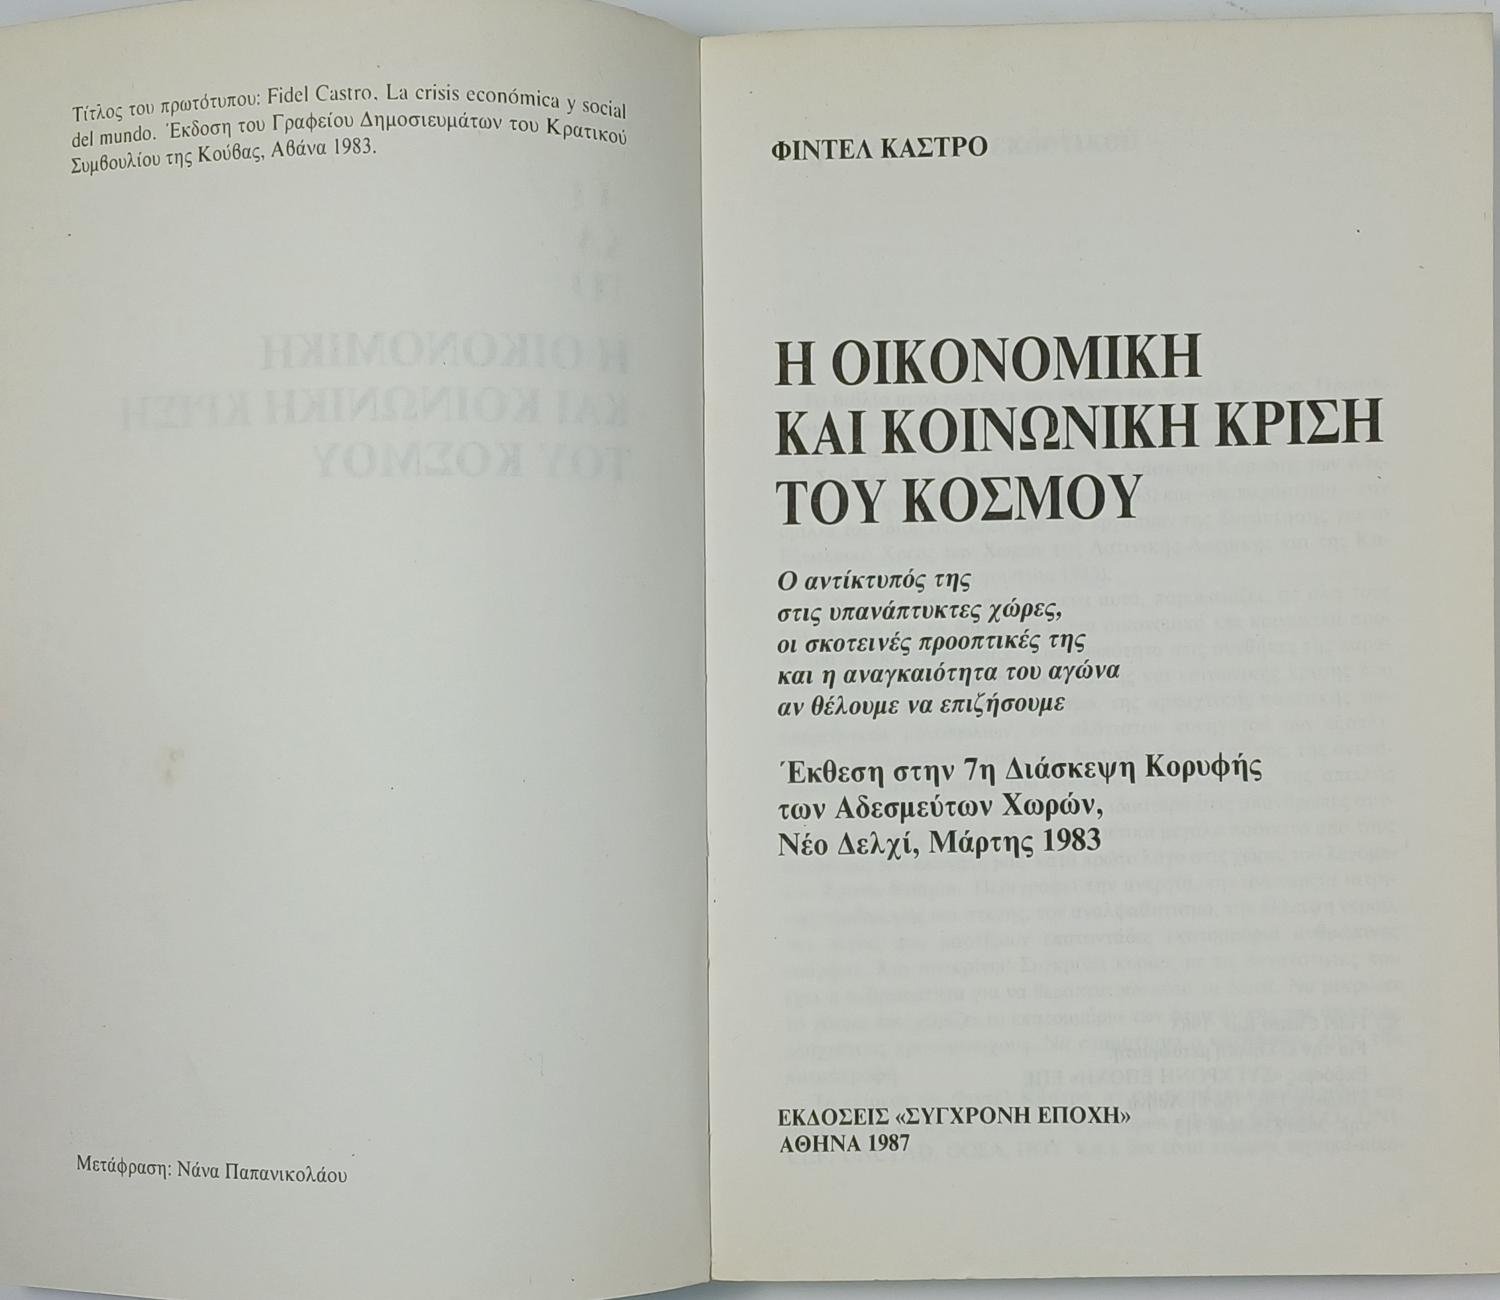 Τίτλος του πρωτότυπου: Fidel Castro. La crisis económica y social
del mundo. Έκδοση του Γραφείου Δημοσιευμάτων του Κρατικού
Συμβουλίου της Κούβας, Αβάνα 1983.
Μετάφραση: Νάνα Παπανικολάου
ΦΙΝΤΕΛ ΚΑΣΤΡΟ
Η ΟΙΚΟΝΟΜΙΚΗ
ΚΑΙ ΚΟΙΝΩΝΙΚΗ ΚΡΙΣΗ
ΤΟΥ ΚΟΣΜΟΥ
Ο αντίκτυπός της
στις υπανάπτυκτες χώρες,
οι σκοτεινές προοπτικές της
και η αναγκαιότητα του αγώνα
αν θέλουμε να επιζήσουμε
Έκθεση στην 7η Διάσκεψη Κορυφής
των Αδεσμεύτων Χωρών,
Νέο Δελχί, Μάρτης 1983
ΕΚΔΟΣΕΙΣ «ΣΥΓΧΡΟΝΗ ΕΠΟΧΗ»
ΑΘΗΝΑ 1987